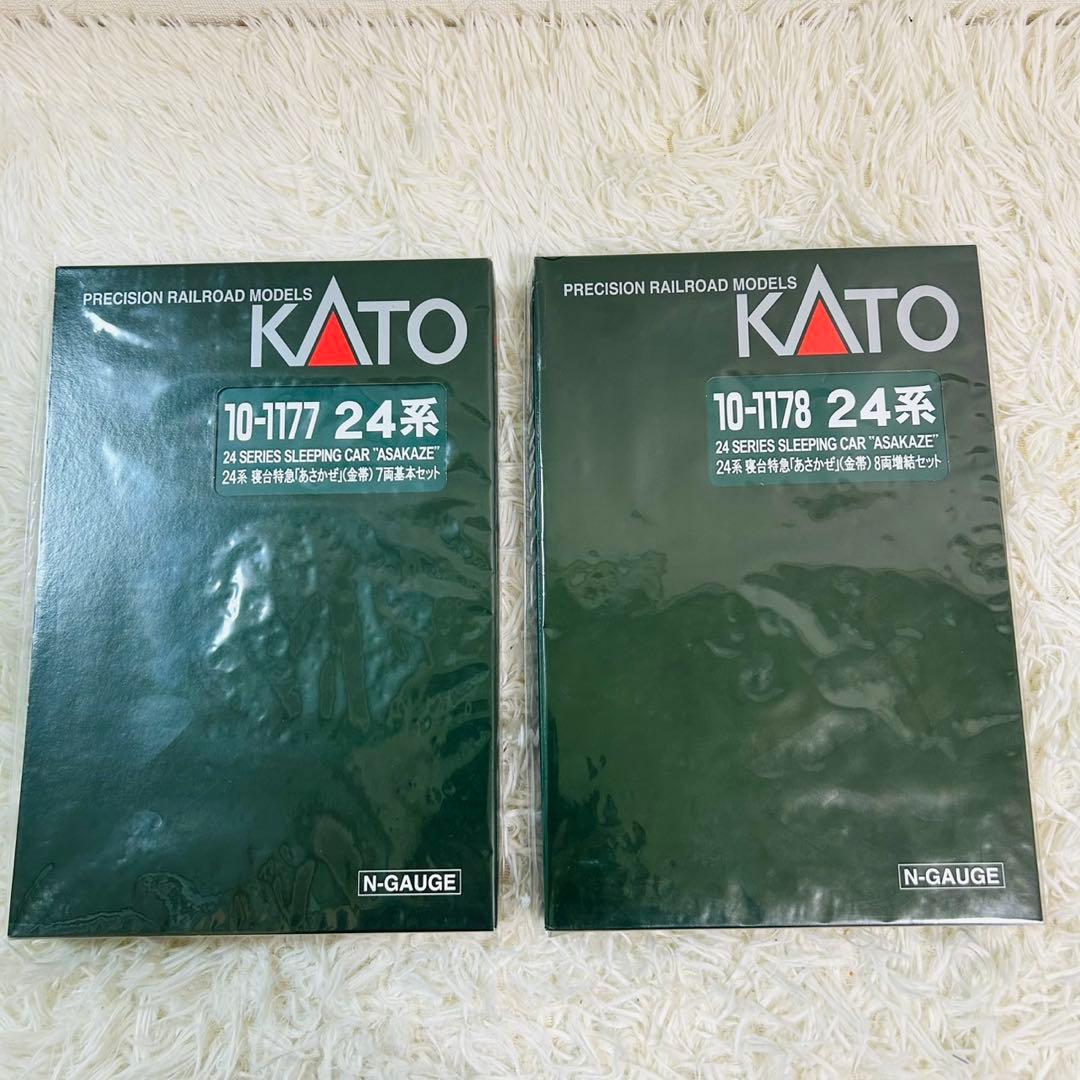 PRECISION RAILROAD MODELS
KATO
10-1177 24系
24 SERIES SLEEPING CAR "ASAKAZE"
24系 寝台特急「あさかぜ」(金帯) 7両基本セット
N-GAUGE
PRECISION RAILROAD MODELS
KATO
10-1178 24系
24 SERIES SLEEPING CAR "ASAKAZE"
24系 寝台特急「あさかぜ」(金帯) 8両増結セット
N-GAUGE